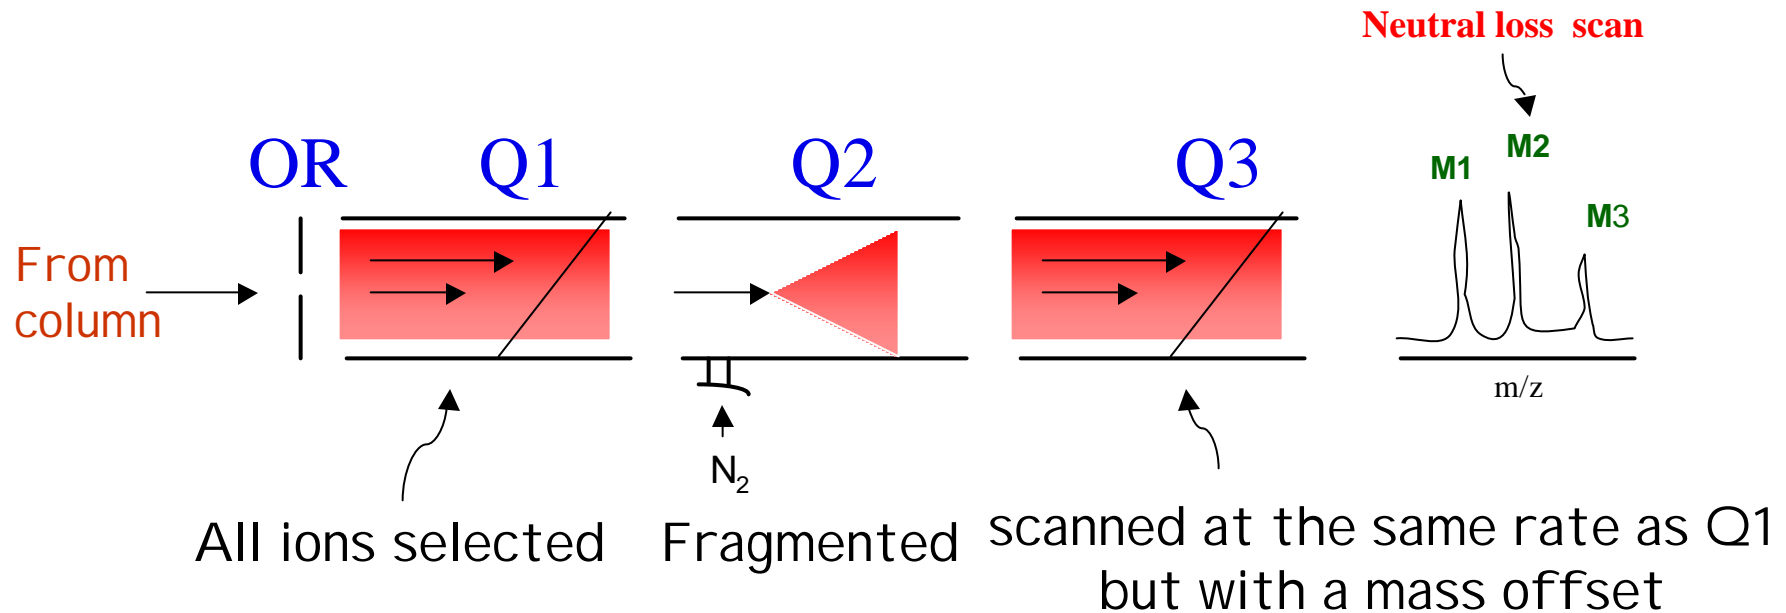 Neutral loss scan
OR
Q1
Q2
Q3
M1
M2
M3
From
column
m/z
N2
All ions selected
Fragmented
scanned at the same rate as Q1
but with a mass offset